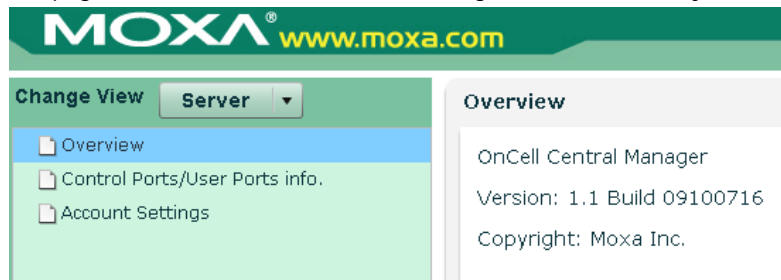 MOXA® www.moxa.com
Change View Server
Overview
Control Ports/User Ports info.
Account Settings
Overview
OnCell Central Manager
Version: 1.1 Build 09100716
Copyright: Moxa Inc.